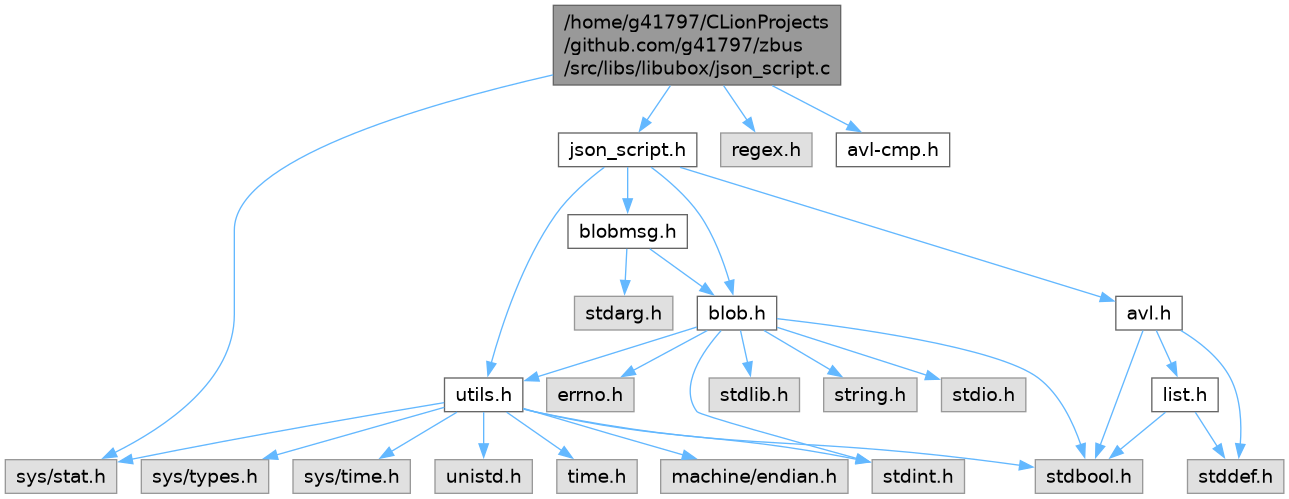 /home/g41797/CLionProjects
/github.com/g41797/zbus
/src/libs/libubox/json_script.c
json_script.h
regex.h
avl-cmp.h
blobmsg.h
stdarg.h
blob.h
avl.h
utils.h
errno.h
stdlib.h
string.h
stdio.h
list.h
sys/stat.h
sys/types.h
sys/time.h
unistd.h
time.h
machine/endian.h
stdint.h
stdbool.h
stddef.h